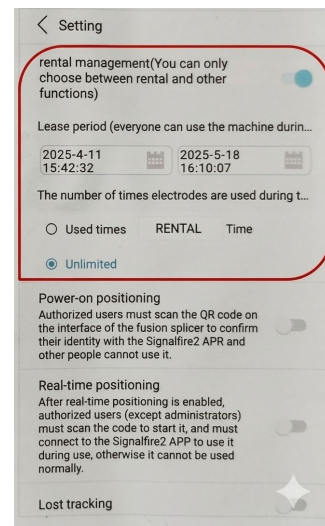 Setting
rental management(You can only
choose between rental and other
functions)
Lease period (everyone can use the machine durin...
2025-4-11
15:42:32
2025-5-18
16:10:07
The number of times electrodes are used during t...
Used times RENTAL Time
Unlimited
Power-on positioning
Authorized users must scan the QR code on
the interface of the fusion splicer to confirm
their identity with the Signalfire2 APR and
other people cannot use it.
Real-time positioning
After real-time positioning is enabled,
authorized users (except administrators)
must scan the code to start it, and must
connect to the Signalfire2 APP to use it
during use, otherwise it cannot be used
normally.
Lost tracking